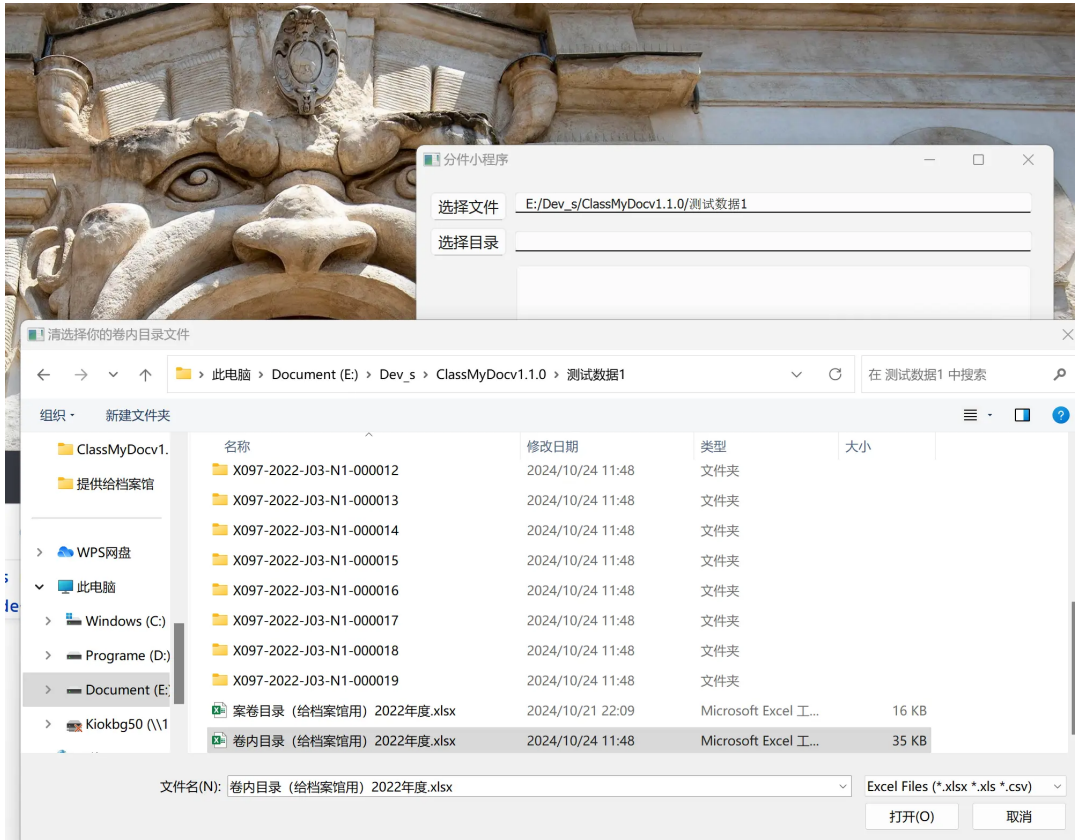 分件小程序
选择文件 E:/Dev_s/ClassMyDocv1.1.0/测试数据1
选择目录
清选择你的卷内目录文件
此电脑 › Document (E:) › Dev_s › ClassMyDocv1.1.0 › 测试数据1
在 测试数据1 中搜索
组织 新建文件夹
ClassMyDocv1.
提供给档案馆
WPS网盘
此电脑
Windows (C:)
Programe (D:)
Document (E:)
Kiokbg50 (\\1
名称 修改日期 类型 大小
X097-2022-J03-N1-000012 2024/10/24 11:48 文件夹
X097-2022-J03-N1-000013 2024/10/24 11:48 文件夹
X097-2022-J03-N1-000014 2024/10/24 11:48 文件夹
X097-2022-J03-N1-000015 2024/10/24 11:48 文件夹
X097-2022-J03-N1-000016 2024/10/24 11:48 文件夹
X097-2022-J03-N1-000017 2024/10/24 11:48 文件夹
X097-2022-J03-N1-000018 2024/10/24 11:48 文件夹
X097-2022-J03-N1-000019 2024/10/24 11:48 文件夹
案卷目录（给档案馆用）2022年度.xlsx 2024/10/21 22:09 Microsoft Excel 工... 16 KB
卷内目录（给档案馆用）2022年度.xlsx 2024/10/24 11:48 Microsoft Excel 工... 35 KB
文件名(N): 卷内目录（给档案馆用）2022年度.xlsx Excel Files (*.xlsx *.xls *.csv)
打开(O) 取消